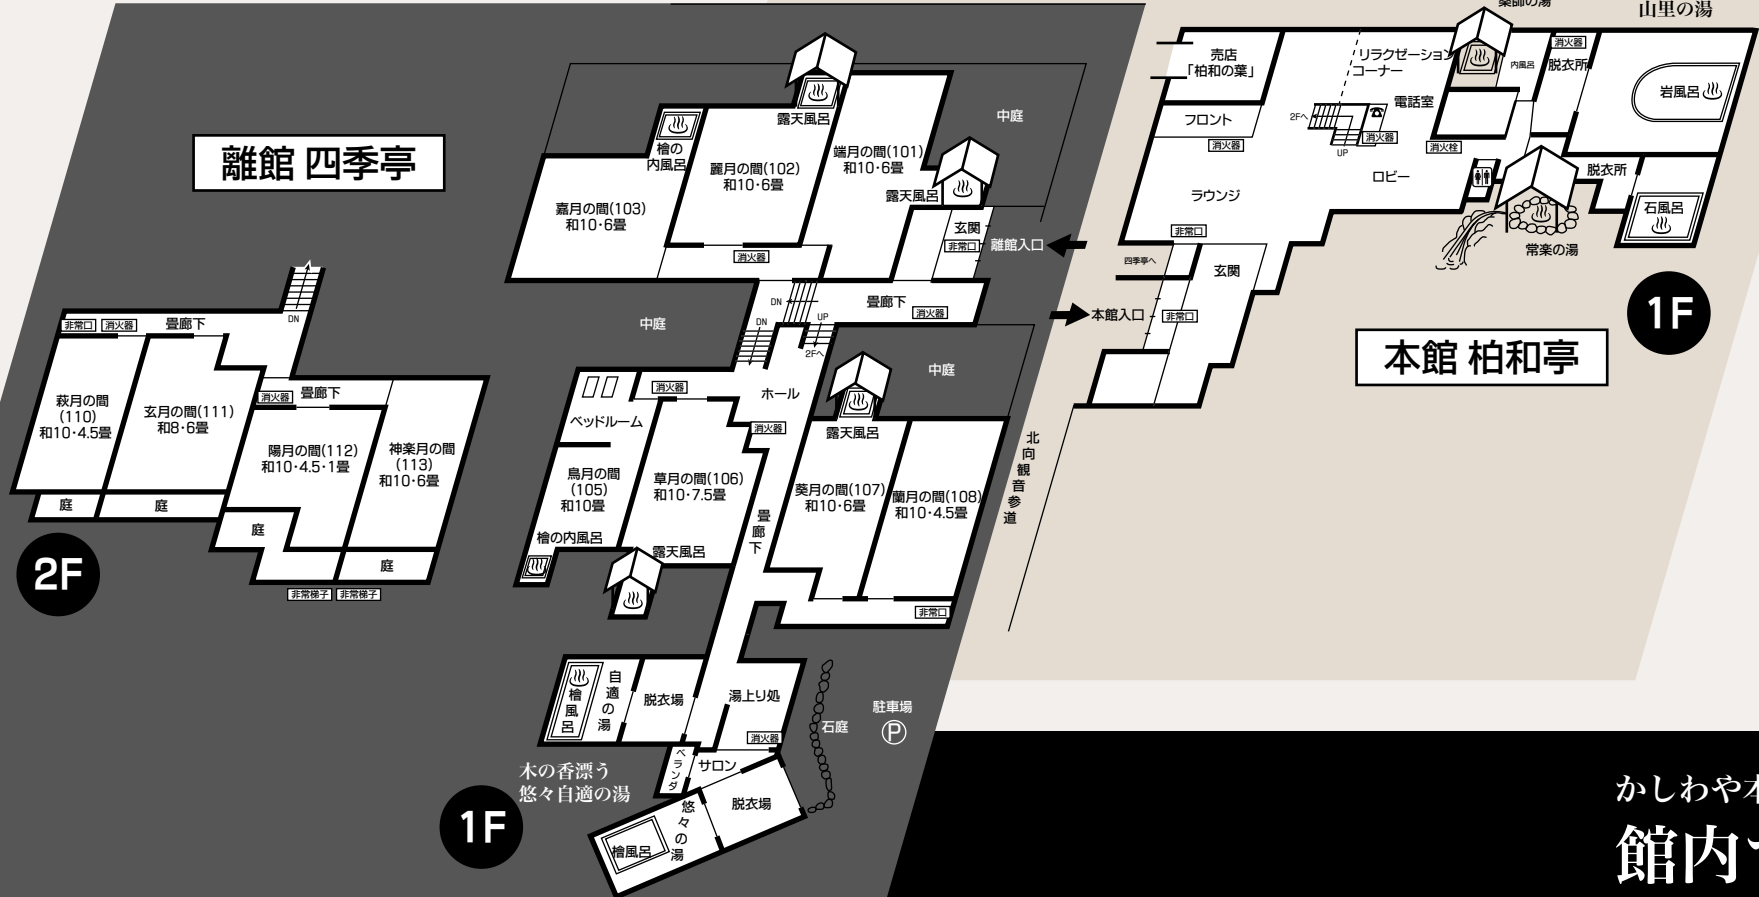 離館 四季亭
露天風呂
中庭
檜の
内風呂
麗月の間(102)
和10・6畳
端月の間(101)
和10・6畳
露天風呂
嘉月の間(103)
和10・6畳
消火器
玄関
非常口
離館入口
DN
畳廊下
消火器
中庭
DN
UP
2Fへ
中庭
ホール
消火器
ベッドルーム
消火器
露天風呂
鳥月の間
(105)
和10畳
草月の間(106)
和10・7.5畳
葵月の間(107)
和10・6畳
蘭月の間(108)
和10・4.5畳
畳廊下
檜の内風呂
露天風呂
非常口
自適の湯
檜風呂
脱衣場
湯上り処
消火器
石庭
駐車場
P
ベランダ
サロン
木の香漂う
悠々自適の湯
脱衣場
悠々の湯
檜風呂
1F
DN
非常口
消火器
畳廊下
萩月の間
(110)
和10・4.5畳
玄月の間(111)
和8・6畳
消火器
畳廊下
陽月の間(112)
和10・4.5・1畳
神楽月の間
(113)
和10・6畳
庭
庭
庭
庭
非常梯子
非常梯子
2F
山里の湯
売店
「柏和の葉」
リラクゼーション
コーナー
内風呂
消火器
脱衣所
岩風呂
フロント
消火器
2Fへ
UP
電話室
消火器
消火栓
ロビー
ラウンジ
脱衣所
石風呂
常楽の湯
非常口
四季亭へ
玄関
本館入口
非常口
北向観音参道
1F
本館 柏和亭
かしわや本
館内